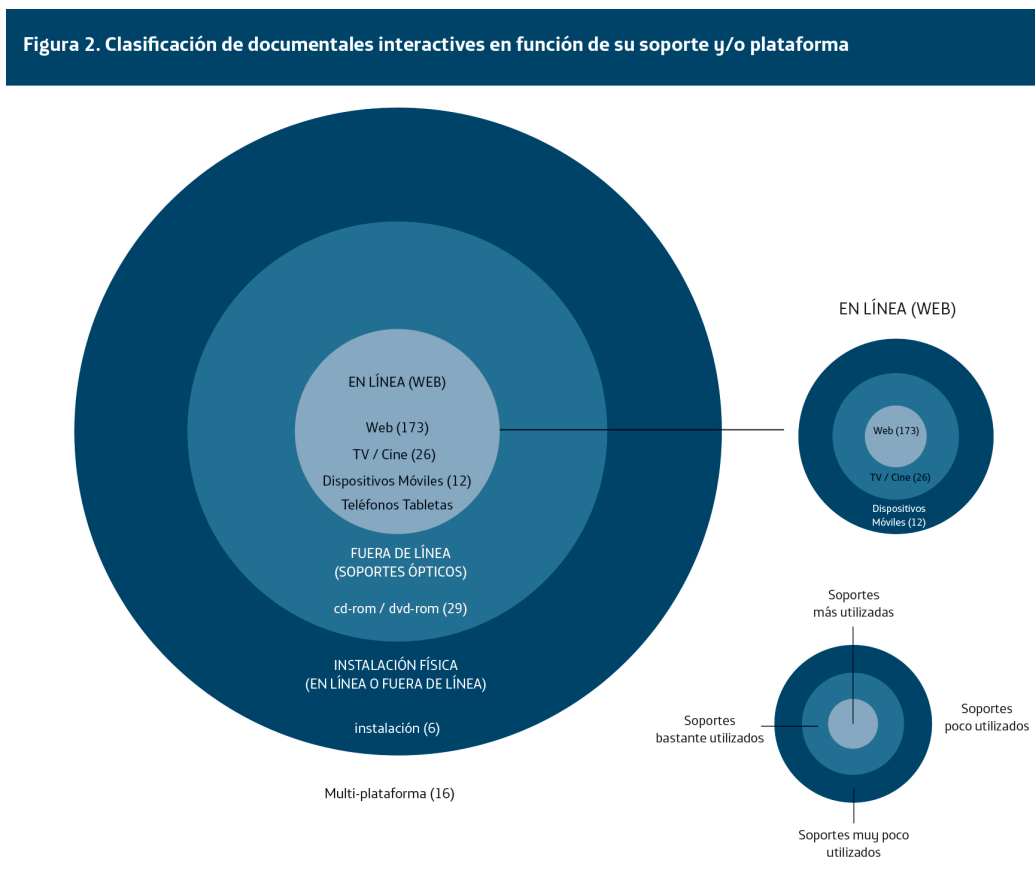 Figura 2. Clasificación de documentales interactives en función de su soporte y/o plataforma
EN LÍNEA (WEB)
Web (173)
TV / Cine (26)
Dispositivos Móviles (12)
Teléfonos Tabletas
FUERA DE LÍNEA
(SOPORTES ÓPTICOS)
cd-rom / dvd-rom (29)
INSTALACIÓN FÍSICA
(EN LÍNEA O FUERA DE LÍNEA)
instalación (6)
Multi-plataforma (16)
EN LÍNEA (WEB)
Web (173)
TV / Cine (26)
Dispositivos
Móviles (12)
Soportes
más utilizadas
Soportes
bastante utilizados
Soportes
poco utilizados
Soportes muy poco
utilizados